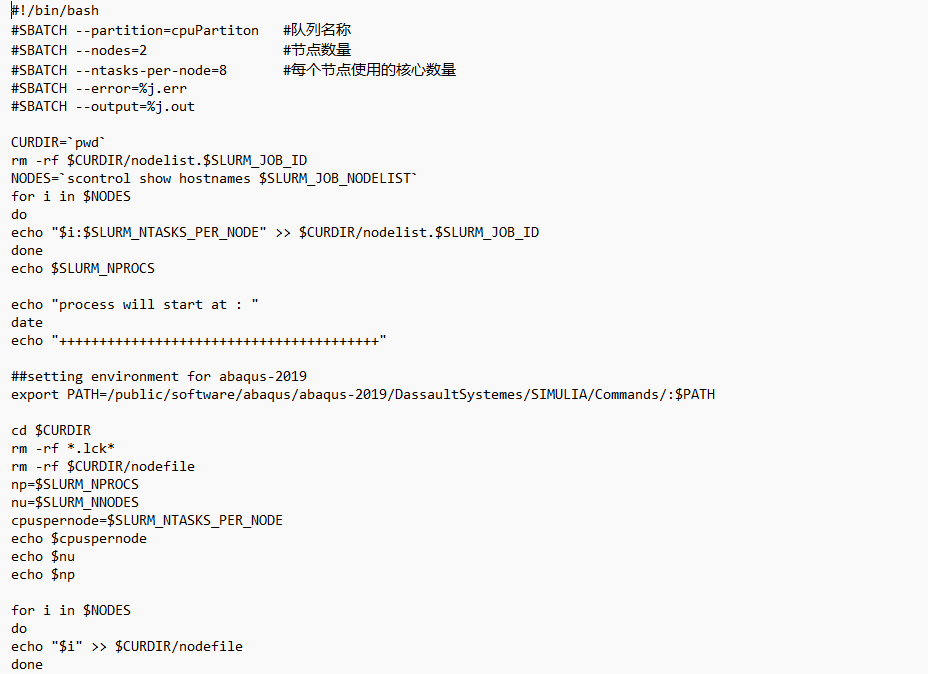 #!/bin/bash
#SBATCH --partition=cpuPartiton #队列名称
#SBATCH --nodes=2 #节点数量
#SBATCH --ntasks-per-node=8 #每个节点使用的核心数量
#SBATCH --error=%j.err
#SBATCH --output=%j.out
CURDIR=`pwd`
rm -rf $CURDIR/nodelist.$SLURM_JOB_ID
NODES=`scontrol show hostnames $SLURM_JOB_NODELIST`
for i in $NODES
do
echo "$i:$SLURM_NTASKS_PER_NODE" >> $CURDIR/nodelist.$SLURM_JOB_ID
done
echo $SLURM_NPROCS
echo "process will start at : "
date
echo "++++++++++++++++++++++++++++++++++++++++"
##setting environment for abaqus-2019
export PATH=/public/software/abaqus/abaqus-2019/DassaultSystemes/SIMULIA/Commands/:$PATH
cd $CURDIR
rm -rf *.lck*
rm -rf $CURDIR/nodefile
np=$SLURM_NPROCS
nu=$SLURM_NNODES
cpuspernode=$SLURM_NTASKS_PER_NODE
echo $cpuspernode
echo $nu
echo $np
for i in $NODES
do
echo "$i" >> $CURDIR/nodefile
done